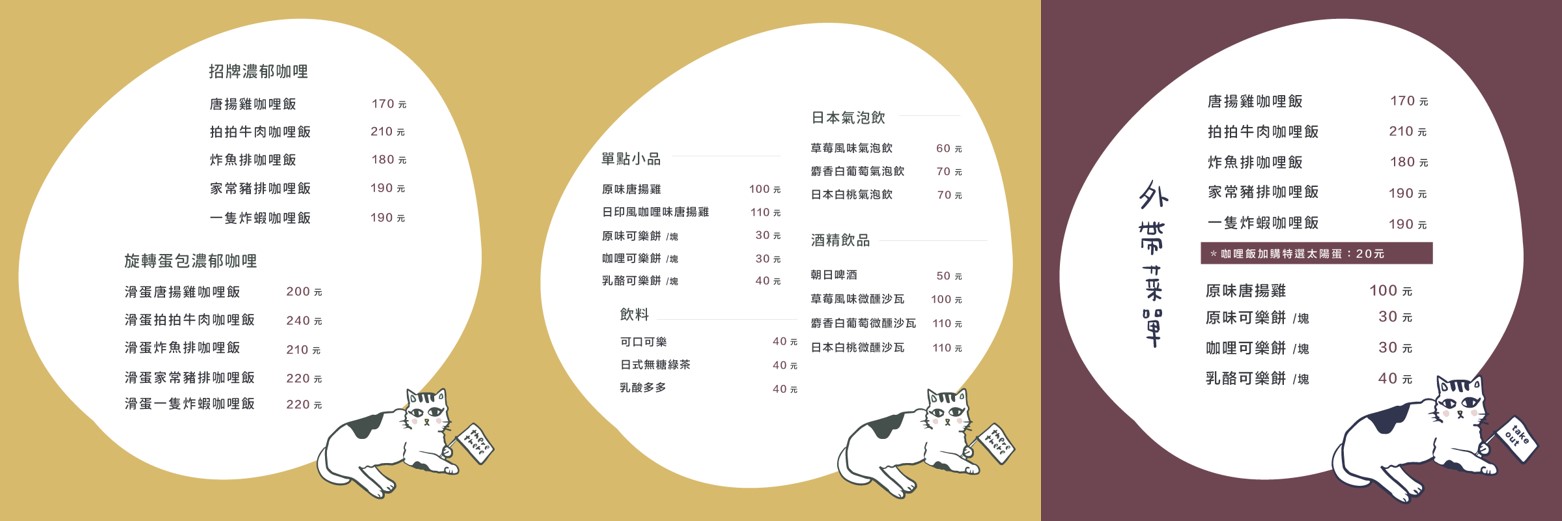 招牌濃郁咖哩
唐揚雞咖哩飯 170 元
拍拍牛肉咖哩飯 210 元
炸魚排咖哩飯 180 元
家常豬排咖哩飯 190 元
一隻炸蝦咖哩飯 190 元
旋轉蛋包濃郁咖哩
滑蛋唐揚雞咖哩飯 200 元
滑蛋拍拍牛肉咖哩飯 240 元
滑蛋炸魚排咖哩飯 210 元
滑蛋家常豬排咖哩飯 220 元
滑蛋一隻炸蝦咖哩飯 220 元
there
there
單點小品
原味唐揚雞 100 元
日印風咖哩味唐揚雞 110 元
原味可樂餅 /塊 30 元
咖哩可樂餅 /塊 30 元
乳酪可樂餅 /塊 40 元
飲料
可口可樂 40 元
日式無糖綠茶 40 元
乳酸多多 40 元
日本氣泡飲
草莓風味氣泡飲 60 元
麝香白葡萄氣泡飲 70 元
日本白桃氣泡飲 70 元
酒精飲品
朝日啤酒 50 元
草莓風味微醺沙瓦 100 元
麝香白葡萄微醺沙瓦 110 元
日本白桃微醺沙瓦 110 元
there
there
外帶菜單
唐揚雞咖哩飯 170 元
拍拍牛肉咖哩飯 210 元
炸魚排咖哩飯 180 元
家常豬排咖哩飯 190 元
一隻炸蝦咖哩飯 190 元
*咖哩飯加購特選太陽蛋：20元
原味唐揚雞 100 元
原味可樂餅 /塊 30 元
咖哩可樂餅 /塊 30 元
乳酪可樂餅 /塊 40 元
take
out